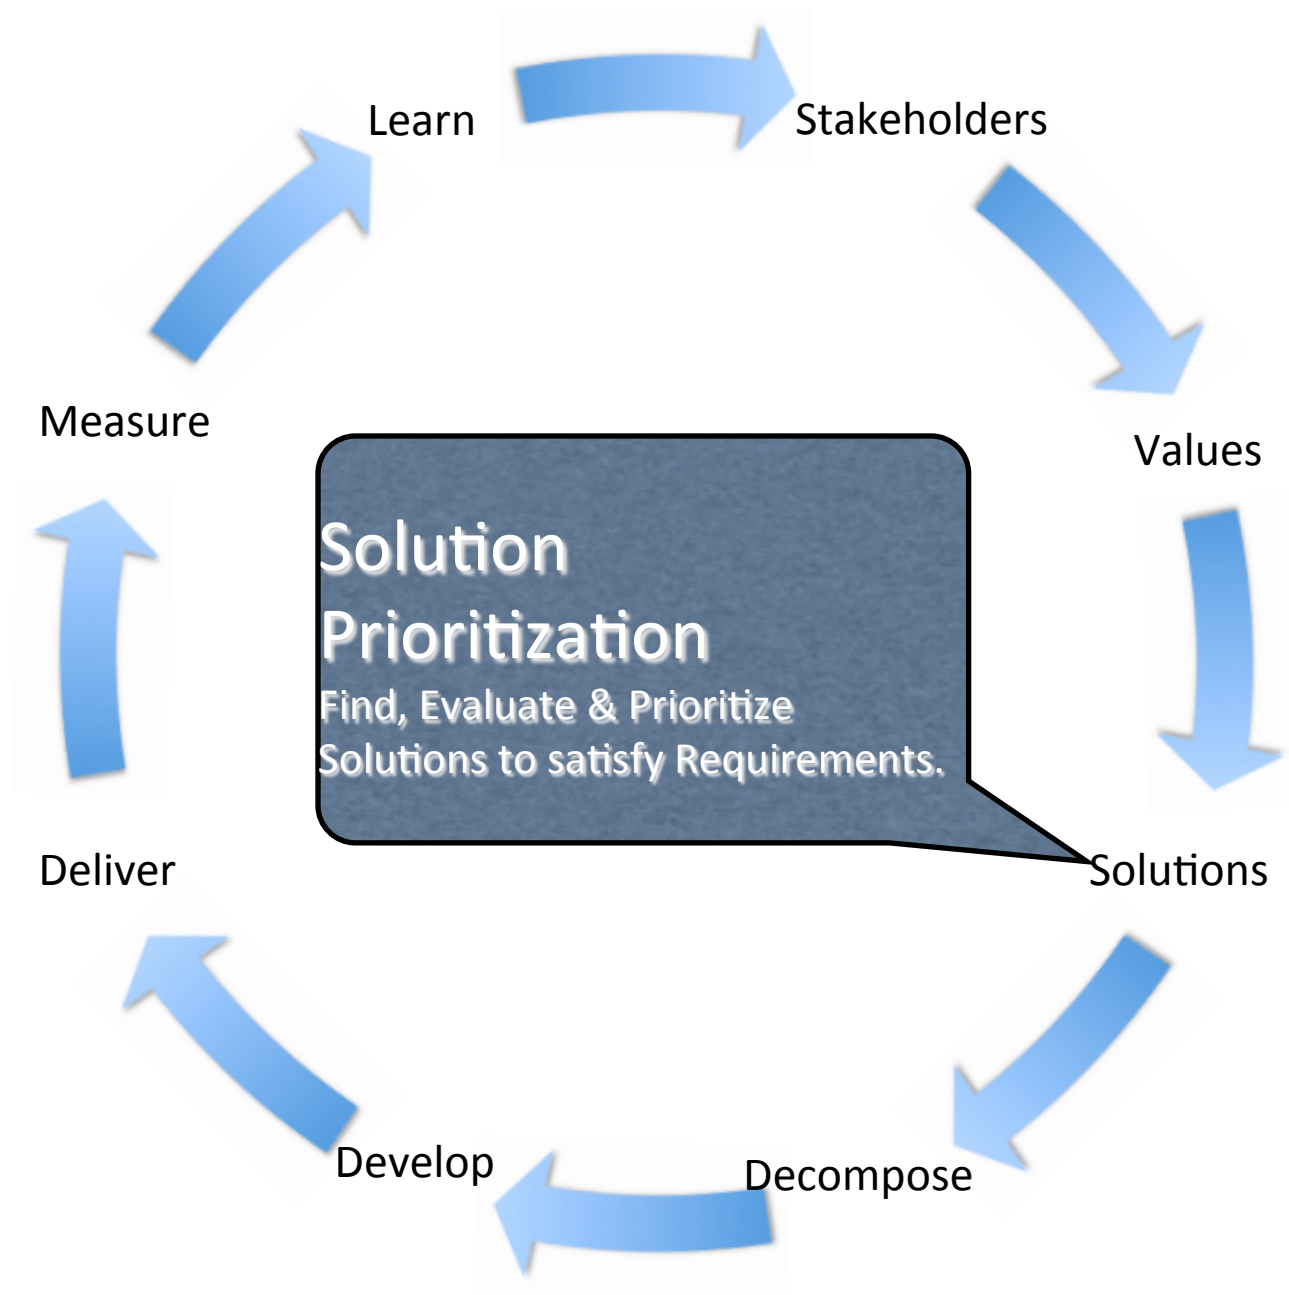 Learn
Stakeholders
Measure
Values
Solution
Prioritization
Find, Evaluate & Prioritize
Solutions to satisfy Requirements.
Deliver
Solutions
Develop
Decompose